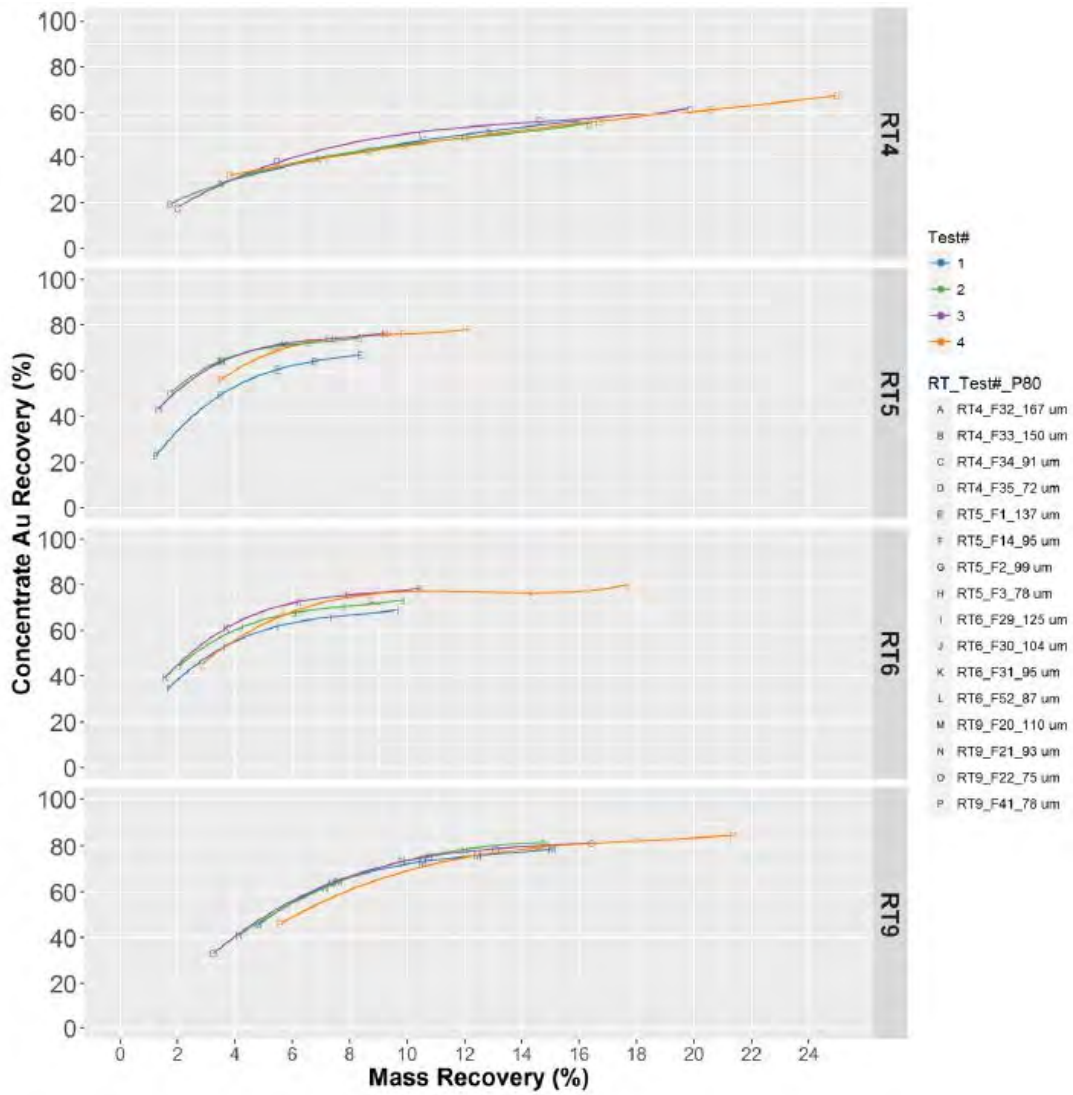 100
80
60
40
20
0
RT4
100
80
60
40
20
0
RT5
100
80
60
40
20
0
RT6
100
80
60
40
20
0
RT9
0 2 4 6 8 10 12 14 16 18 20 22 24
Mass Recovery (%)
Concentrate Au Recovery (%)
Test#
1
2
3
4
RT_Test#_P80
A RT4_F32_167 um
B RT4_F33_150 um
C RT4_F34_91 um
D RT4_F35_72 um
E RT5_F1_137 um
F RT5_F14_95 um
G RT5_F2_99 um
H RT5_F3_78 um
I RT6_F29_125 um
J RT6_F30_104 um
K RT6_F31_95 um
L RT6_F52_87 um
M RT9_F20_110 um
N RT9_F21_93 um
O RT9_F22_75 um
P RT9_F41_78 um